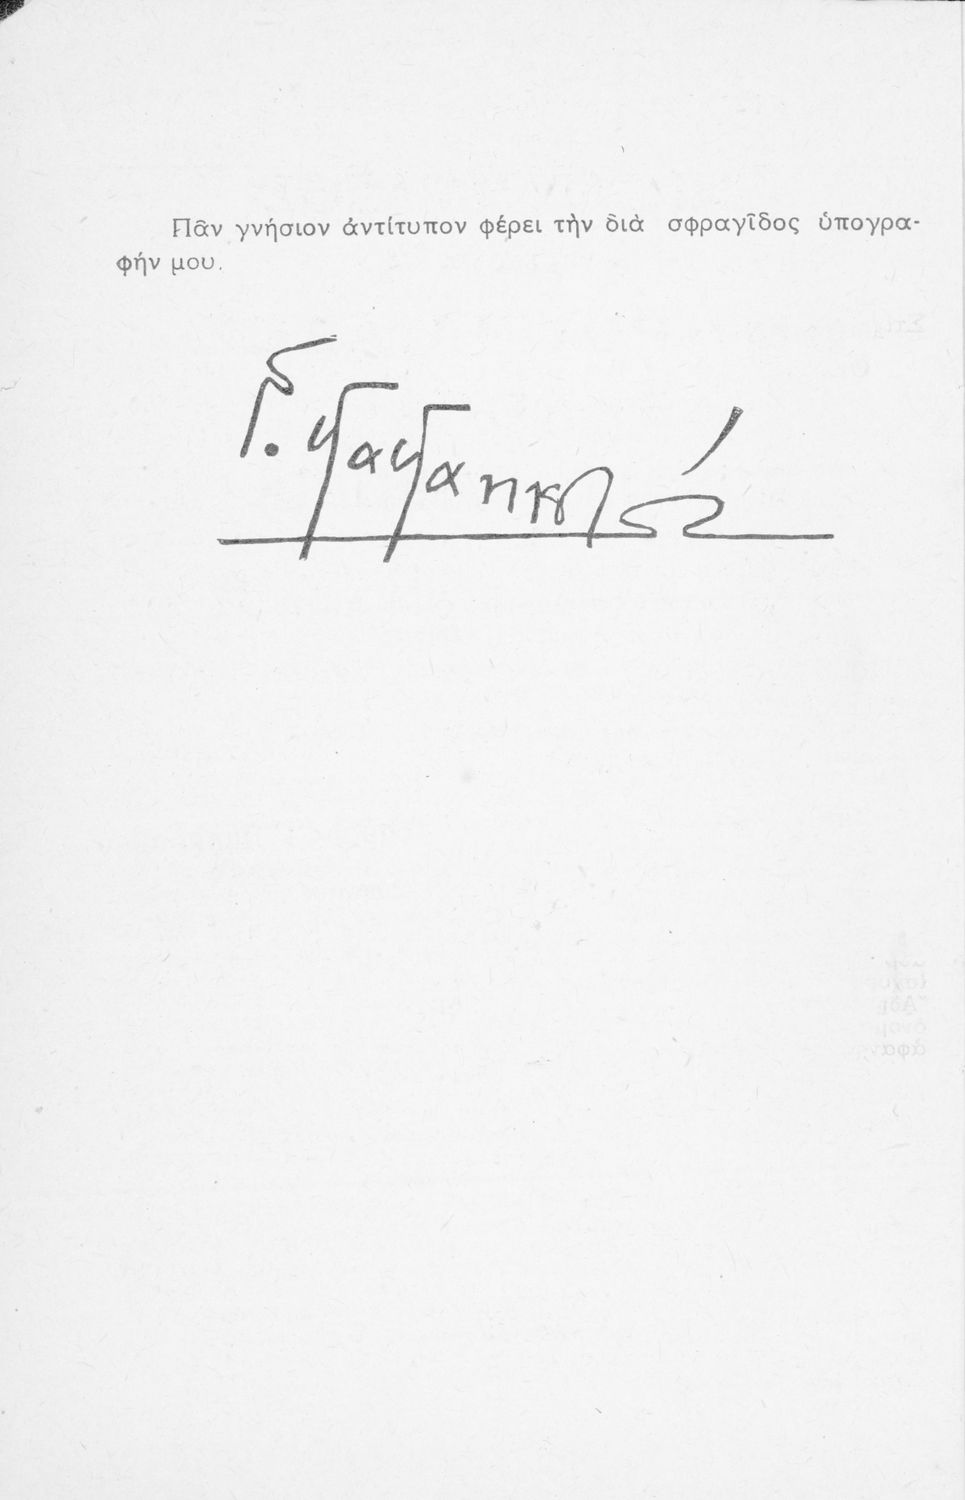 Πᾶν γνήσιον ἀντίτυπον φέρει τὴν διὰ σφραγῖδος ὑπογρα-
φήν μου.